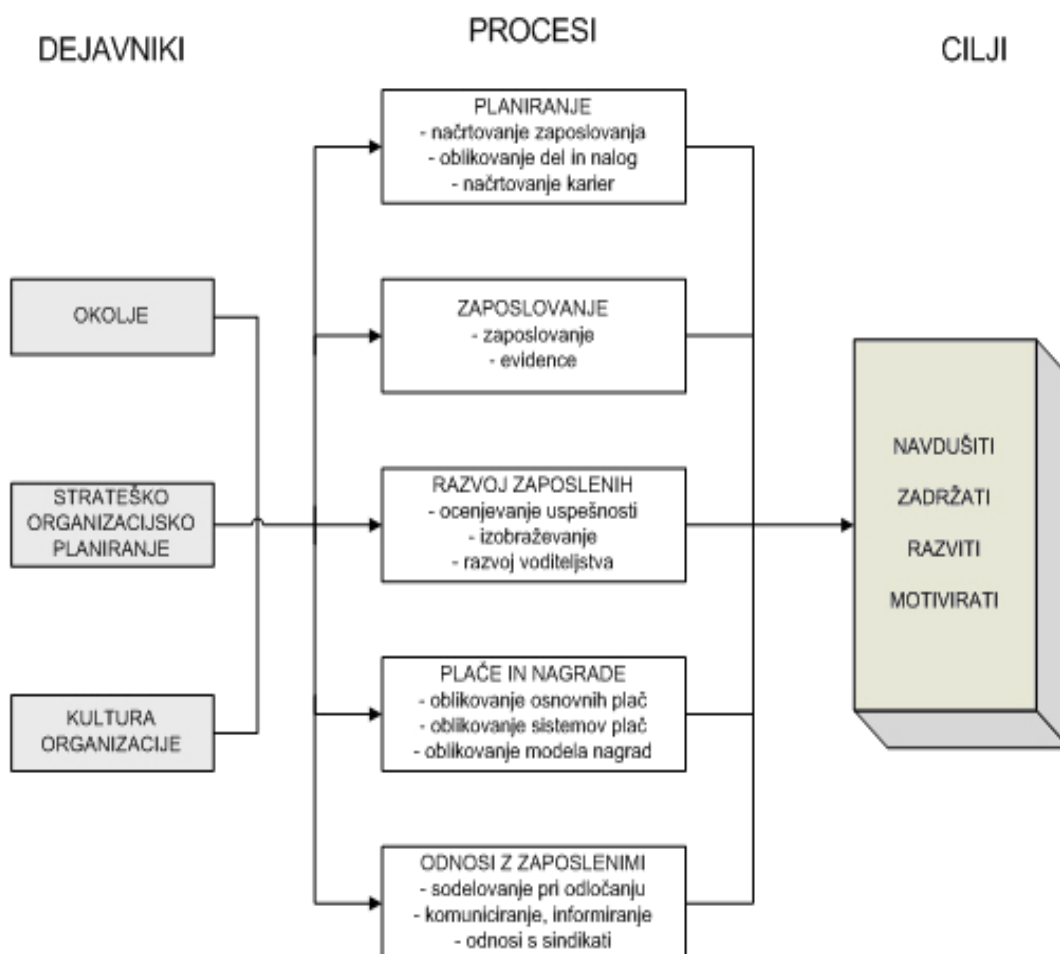 DEJAVNIKI
PROCESI
CILJI
OKOLJE
STRATEŠKO
ORGANIZACIJSKO
PLANIRANJE
KULTURA
ORGANIZACIJE
PLANIRANJE
- načrtovanje zaposlovanja
- oblikovanje del in nalog
- načrtovanje karier
ZAPOSLOVANJE
- zaposlovanje
- evidence
RAZVOJ ZAPOSLENIH
- ocenjevanje uspešnosti
- izobraževanje
- razvoj voditeljstva
PLAČE IN NAGRADE
- oblikovanje osnovnih plač
- oblikovanje sistemov plač
- oblikovanje modela nagrad
ODNOSI Z ZAPOSLENIMI
- sodelovanje pri odločanju
- komuniciranje, informiranje
- odnosi s sindikati
NAVDUŠITI
ZADRŽATI
RAZVITI
MOTIVIRATI